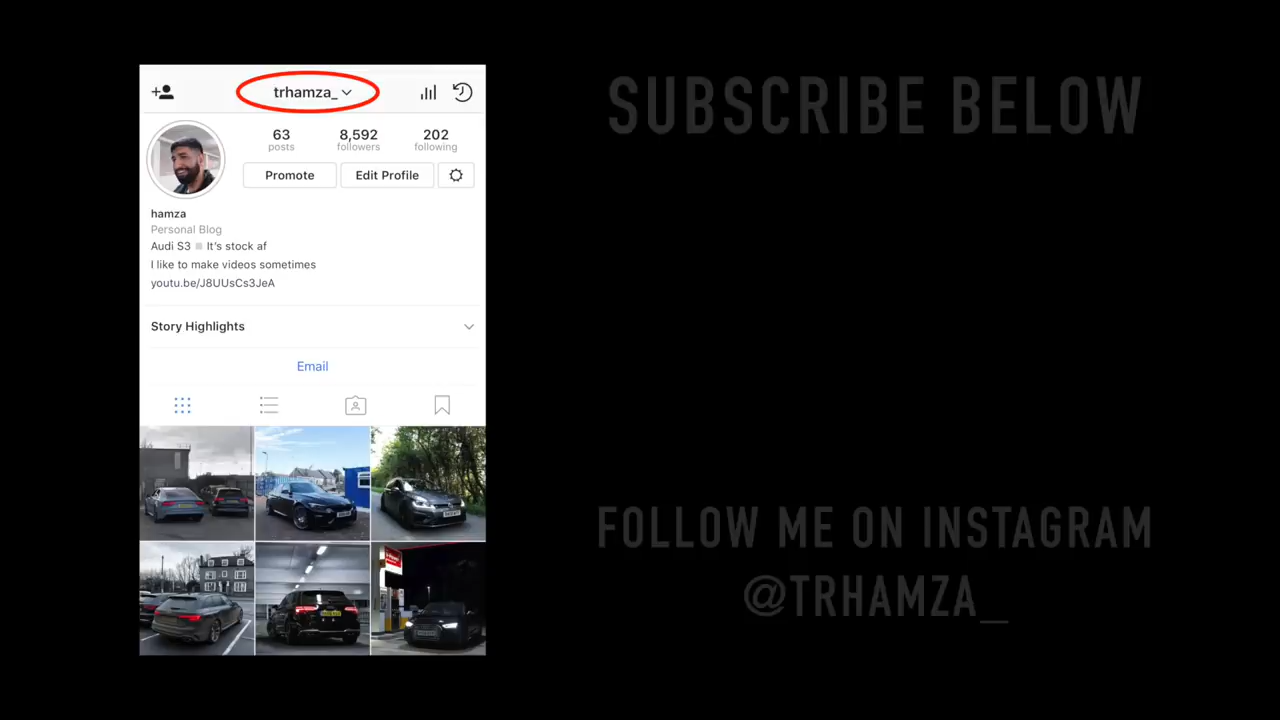 trhamza_
63
posts
8,592
followers
202
following
Promote
Edit Profile
hamza
Personal Blog
Audi S3 It's stock af
I like to make videos sometimes
youtu.be/J8UUsCs3JeA
Story Highlights
Email
SUBSCRIBE BELOW
FOLLOW ME ON INSTAGRAM
@TRHAMZA_